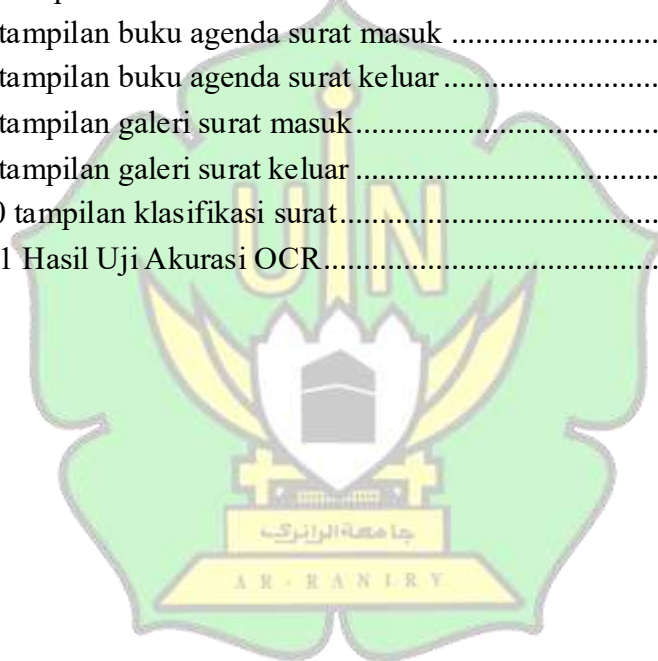 tampilan buku agenda surat masuk ..........................
tampilan buku agenda surat keluar ...........................
tampilan galeri surat masuk......................................
tampilan galeri surat keluar ......................................
0 tampilan klasifikasi surat........................................
1 Hasil Uji Akurasi OCR..........................................
UIN
جامعة الرانري
AR-RANIRY